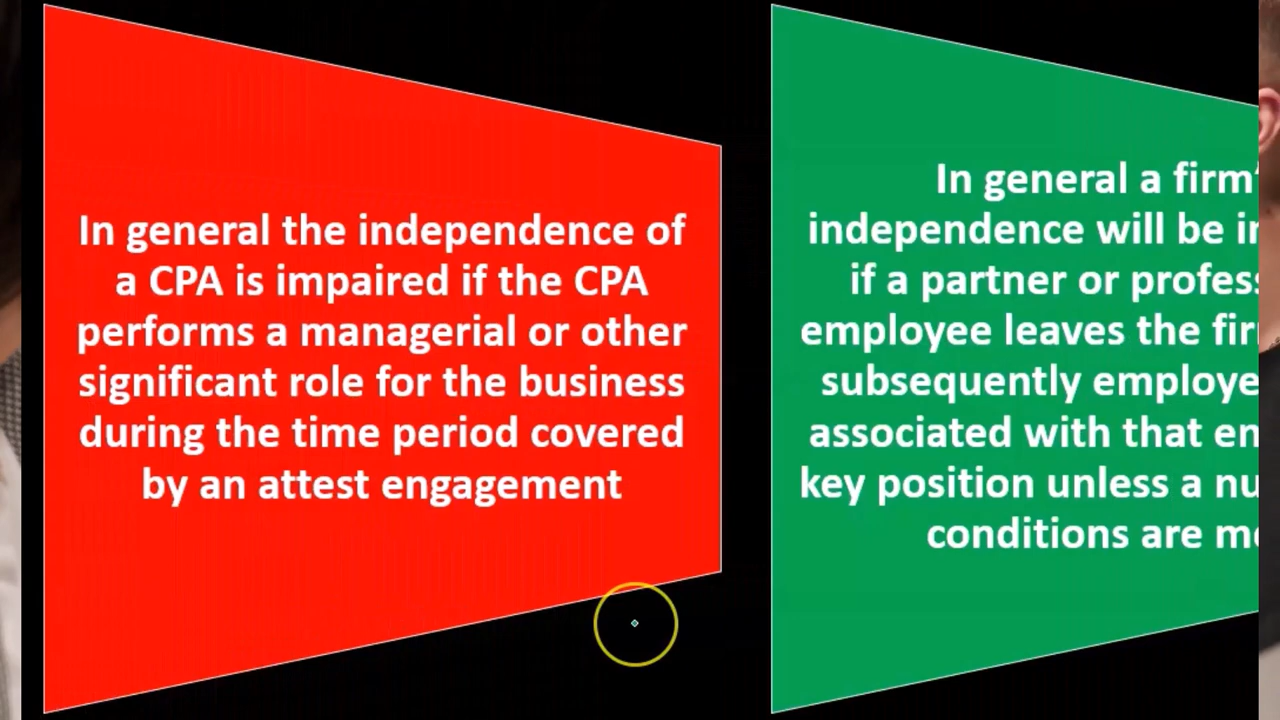 In general the independence of
a CPA is impaired if the CPA
performs a managerial or other
significant role for the business
during the time period covered
by an attest engagement
In general a firm'
independence will be
if a partner or
employee leaves the
subsequently
associated with that
key position unless a
conditions are